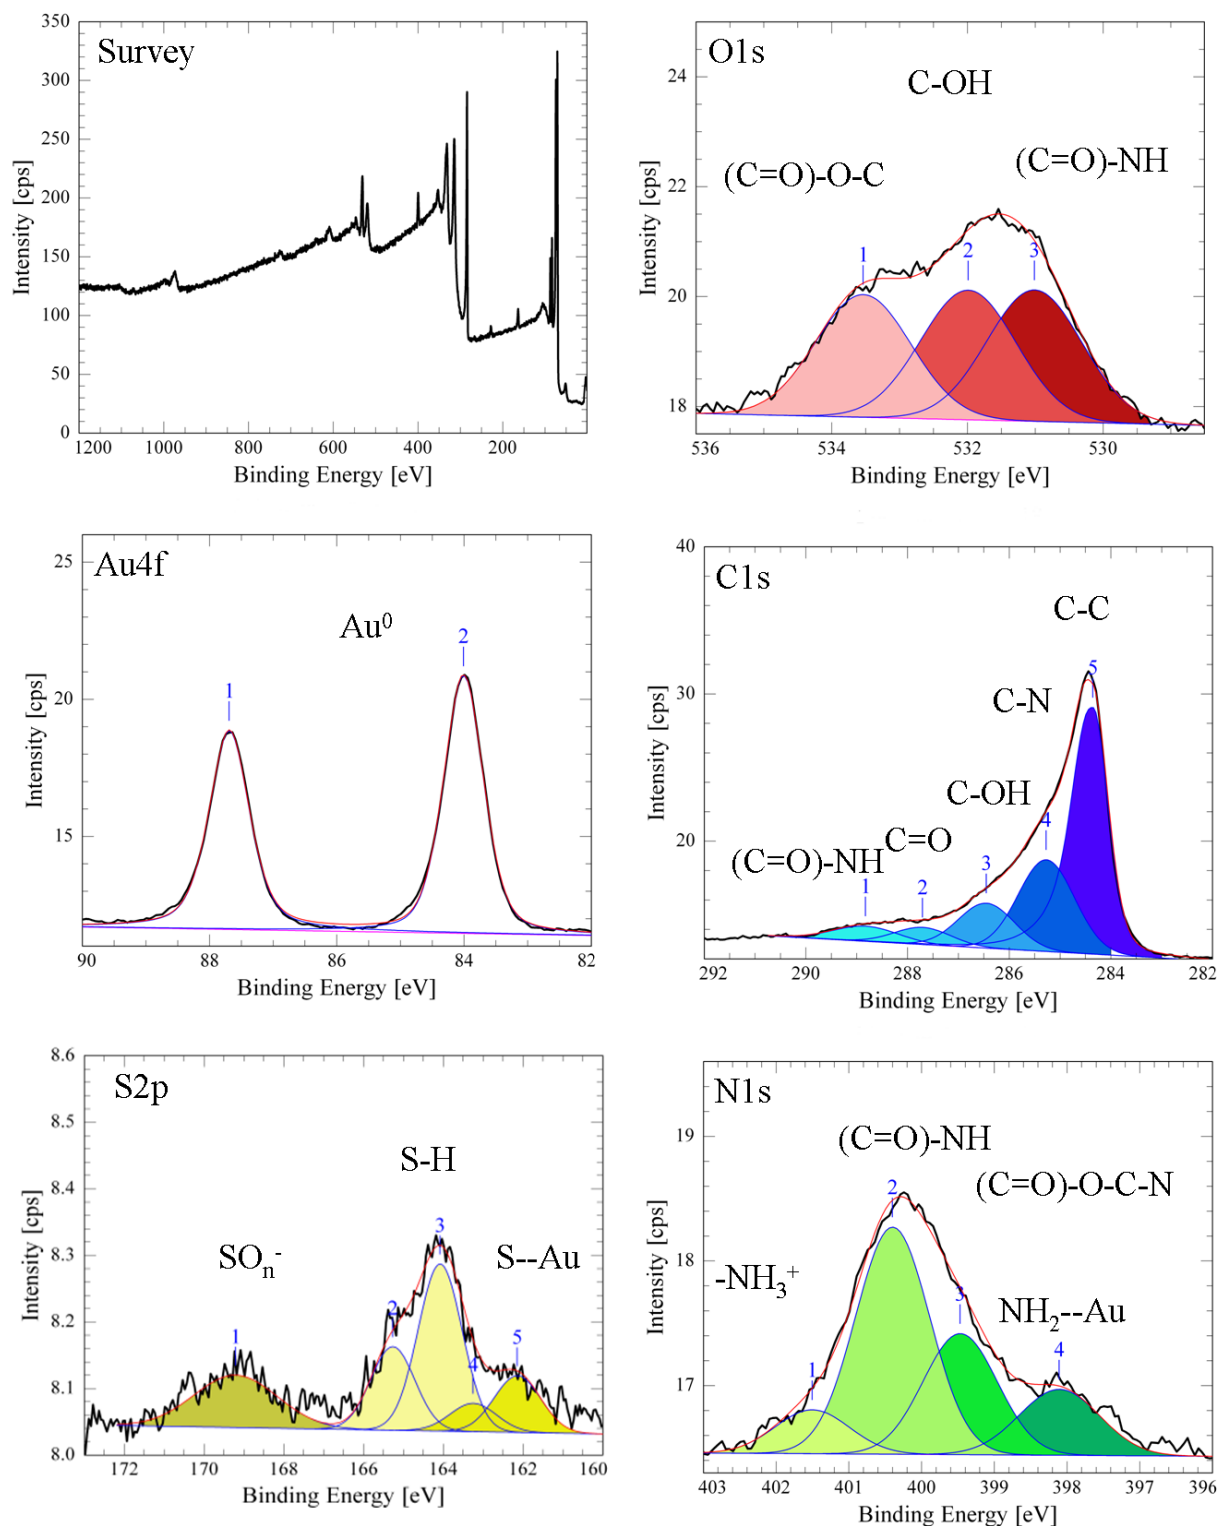 Survey
350
300
250
200
150
100
50
0
Intensity [cps]
1200 1000 800 600 400 200
Binding Energy [eV]
O1s
C-OH
(C=O)-NH
(C=O)-O-C
1 2 3
24
22
20
18
Intensity [cps]
536 534 532 530
Binding Energy [eV]
Au4f
Au⁰
1 2
25
20
15
Intensity [cps]
90 88 86 84 82
Binding Energy [eV]
C1s
C-C
C-N
C-OH
C=O
(C=O)-NH
1 2 3 4 5
40
30
20
Intensity [cps]
292 290 288 286 284 282
Binding Energy [eV]
S2p
S-H
SOₙ⁻
S--Au
1 2 3 4 5
8.6
8.5
8.4
8.3
8.2
8.1
8.0
Intensity [cps]
172 170 168 166 164 162 160
Binding Energy [eV]
N1s
(C=O)-NH
(C=O)-O-C-N
-NH₃⁺
NH₂--Au
1 2 3 4
19
18
17
Intensity [cps]
403 402 401 400 399 398 397 396
Binding Energy [eV]